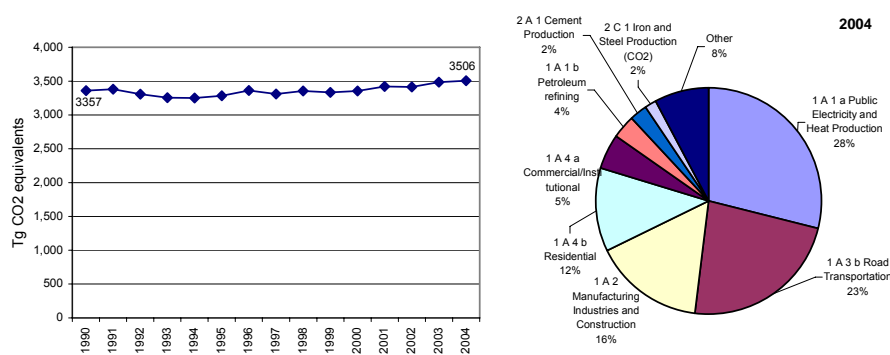 4,000
3,500
3,000
2,500
2,000
1,500
1,000
500
0
Tg CO2 equivalents
3357
3506
1990
1991
1992
1993
1994
1995
1996
1997
1998
1999
2000
2001
2002
2003
2004
2004
2 A 1 Cement
Production
2%
2 C 1 Iron and
Steel Production
(CO2)
2%
Other
8%
1 A 1 b
Petroleum
refining
4%
1 A 1 a Public
Electricity and
Heat Production
28%
1 A 4 a
Commercial/Insti
tutional
5%
1 A 4 b
Residential
12%
1 A 2
Manufacturing
Industries and
Construction
16%
1 A 3 b Road
Transportation
23%